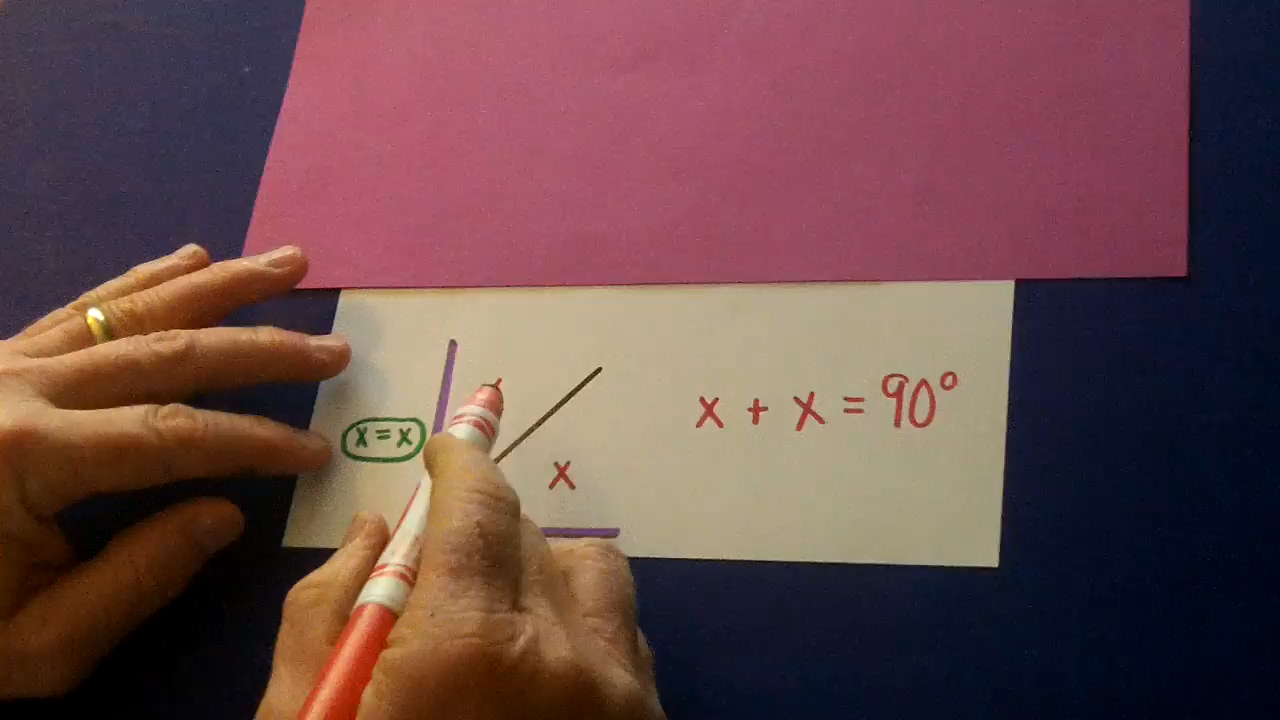 x = x
x
x + x = 90°